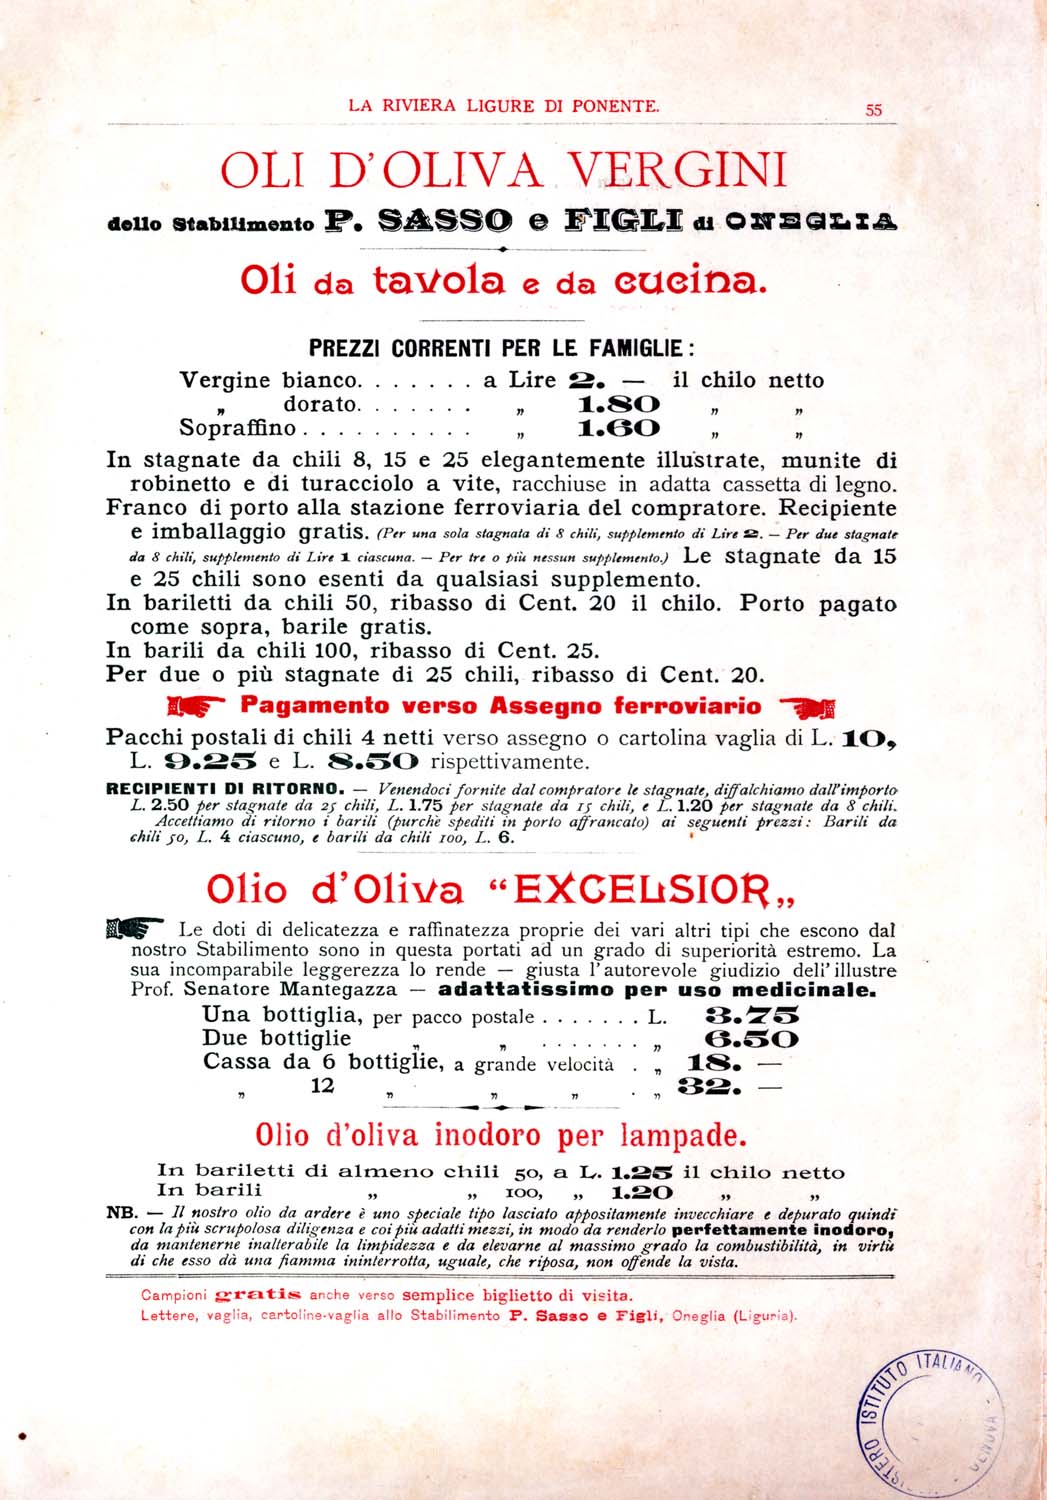 LA RIVIERA LIGURE DI PONENTE. 55
OLI D'OLIVA VERGINI
dello Stabilimento P. SASSO e FIGLI di ONEGLIA
Oli da tavola e da cucina.
PREZZI CORRENTI PER LE FAMIGLIE:
Vergine bianco. . . . . . . a Lire 2. — il chilo netto
„ dorato. . . . . . . „ 1.80 „ „
Sopraffino . . . . . . . . . . „ 1.60 „ „
In stagnate da chili 8, 15 e 25 elegantemente illustrate, munite di
robinetto e di turacciolo a vite, racchiuse in adatta cassetta di legno.
Franco di porto alla stazione ferroviaria del compratore. Recipiente
e imballaggio gratis. (Per una sola stagnata di 8 chili, supplemento di Lire 2. — Per due stagnate
da 8 chili, supplemento di Lire 1 ciascuna. — Per tre o più nessun supplemento.) Le stagnate da 15
e 25 chili sono esenti da qualsiasi supplemento.
In bariletti da chili 50, ribasso di Cent. 20 il chilo. Porto pagato
come sopra, barile gratis.
In barili da chili 100, ribasso di Cent. 25.
Per due o più stagnate di 25 chili, ribasso di Cent. 20.
Pagamento verso Assegno ferroviario
Pacchi postali di chili 4 netti verso assegno o cartolina vaglia di L. 10,
L. 9.25 e L. 8.50 rispettivamente.
RECIPIENTI DI RITORNO. — Venendoci fornite dal compratore le stagnate, diffalchiamo dall'importo
L. 2.50 per stagnate da 25 chili, L. 1.75 per stagnate da 15 chili, e L. 1.20 per stagnate da 8 chili.
Accettiamo di ritorno i barili (purchè spediti in porto affrancato) ai seguenti prezzi: Barili da
chili 50, L. 4 ciascuno, e barili da chili 100, L. 6.
Olio d'Oliva “EXCELSIOR„
Le doti di delicatezza e raffinatezza proprie dei vari altri tipi che escono dal
nostro Stabilimento sono in questa portati ad un grado di superiorità estremo. La
sua incomparabile leggerezza lo rende — giusta l'autorevole giudizio dell'illustre
Prof. Senatore Mantegazza — adattatissimo per uso medicinale.
Una bottiglia, per pacco postale . . . . . . . L. 3.75
Due bottiglie „ „ . . . . . . . „ 6.50
Cassa da 6 bottiglie, a grande velocità . „ 18. —
„ 12 „ „ „ . „ 32. —
Olio d'oliva inodoro per lampade.
In bariletti di almeno chili 50, a L. 1.25 il chilo netto
In barili „ „ 100, „ 1.20 „ „
NB. — Il nostro olio da ardere è uno speciale tipo lasciato appositamente invecchiare e depurato quindi
con la più scrupolosa diligenza e coi più adatti mezzi, in modo da renderlo perfettamente inodoro,
da mantenerne inalterabile la limpidezza e da elevarne al massimo grado la combustibilità, in virtù
di che esso dà una fiamma ininterrotta, uguale, che riposa, non offende la vista.
Campioni gratis anche verso semplice biglietto di visita.
Lettere, vaglia, cartoline-vaglia allo Stabilimento P. Sasso e Figli, Oneglia (Liguria).
ISTITUTO ITALIANO
GENOVA